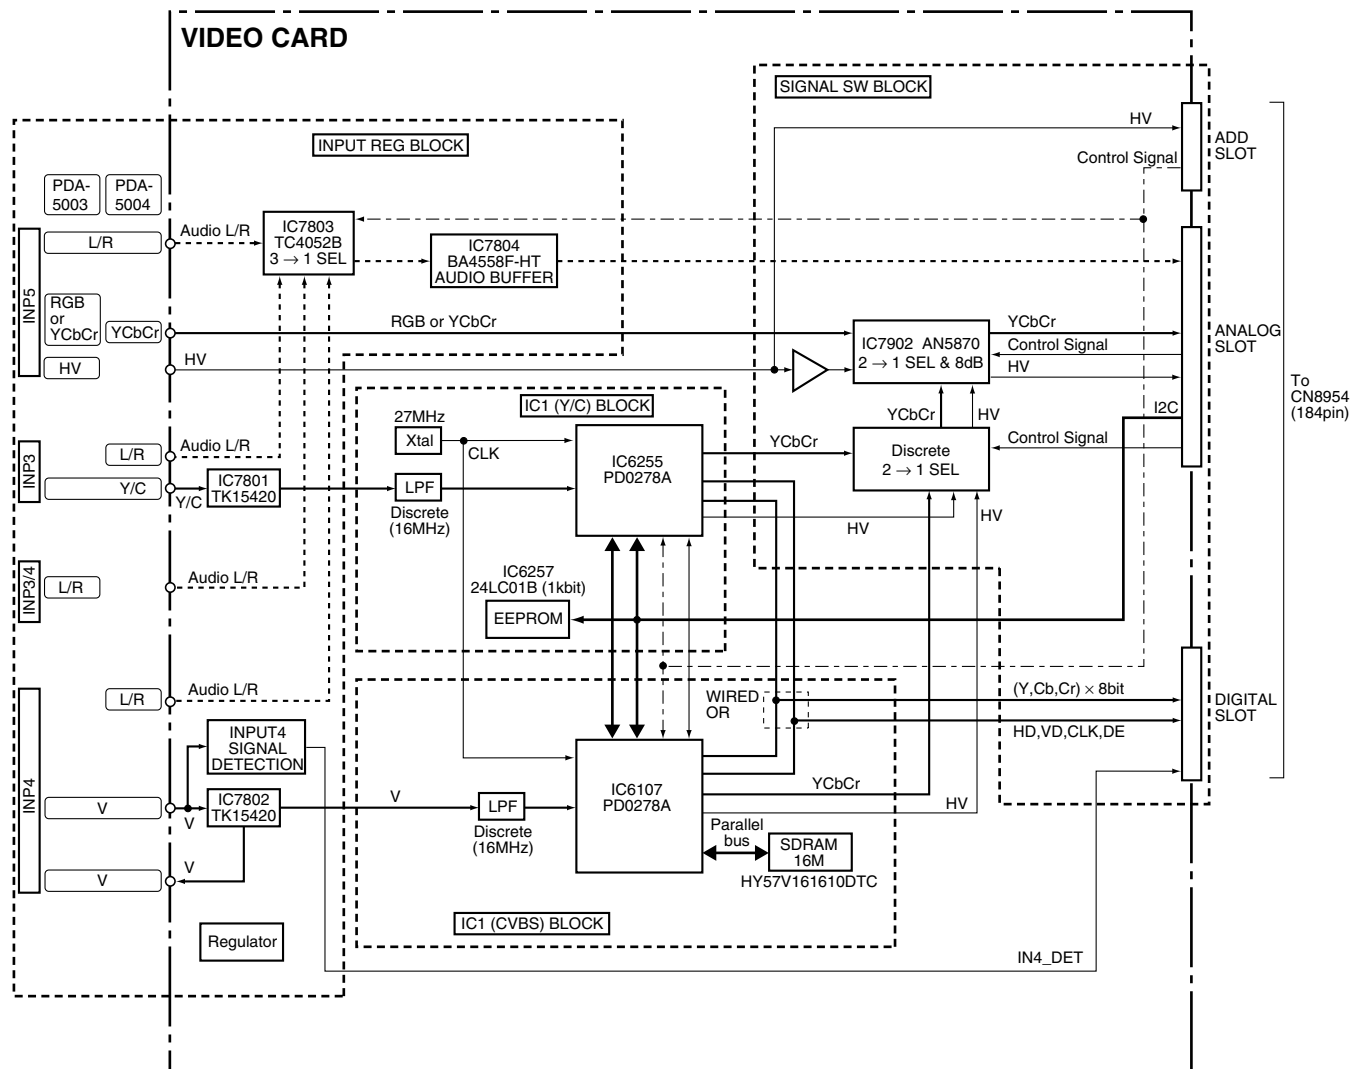 VIDEO CARD
SIGNAL SW BLOCK
INPUT REG BLOCK
HV
ADD
SLOT
Control Signal
PDA-
5003
PDA-
5004
INP5
L/R
Audio L/R
IC7803
TC4052B
3 → 1 SEL
IC7804
BA4558F-HT
AUDIO BUFFER
RGB
or
YCbCr
YCbCr
RGB or YCbCr
HV
HV
IC7902 AN5870
2 → 1 SEL & 8dB
YCbCr
Control Signal
HV
ANALOG
SLOT
To
CN8954
(184pin)
I2C
IC1 (Y/C) BLOCK
27MHz
Xtal
CLK
YCbCr
HV
INP3
L/R
Audio L/R
Y/C
Y/C
IC7801
TK15420
LPF
Discrete
(16MHz)
IC6255
PD0278A
YCbCr
Discrete
2 → 1 SEL
Control Signal
HV
HV
INP3/4
L/R
Audio L/R
IC6257
24LC01B (1kbit)
EEPROM
INP4
L/R
Audio L/R
WIRED
OR
(Y,Cb,Cr) × 8bit
HD,VD,CLK,DE
DIGITAL
SLOT
INPUT4
SIGNAL
DETECTION
V
V
IC7802
TK15420
V
LPF
Discrete
(16MHz)
IC6107
PD0278A
YCbCr
HV
Parallel
bus
SDRAM
16M
HY57V161610DTC
V
V
IC1 (CVBS) BLOCK
Regulator
IN4_DET